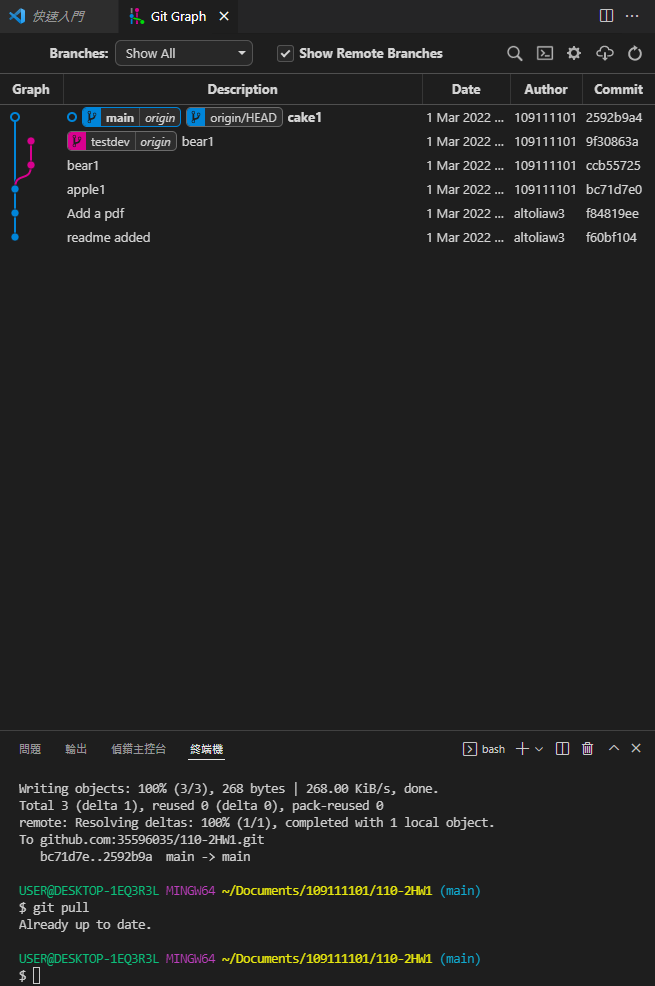 快速入門 Git Graph
Branches: Show All Show Remote Branches
Graph Description Date Author Commit
main origin origin/HEAD cake1 1 Mar 2022 ... 109111101 2592b9a4
testdev origin bear1 1 Mar 2022 ... 109111101 9f30863a
bear1 1 Mar 2022 ... 109111101 ccb55725
apple1 1 Mar 2022 ... 109111101 bc71d7e0
Add a pdf 1 Mar 2022 ... altoliaw3 f84819ee
readme added 1 Mar 2022 ... altoliaw3 f60bf104
問題 輸出 偵錯主控台 終端機 bash
Writing objects: 100% (3/3), 268 bytes | 268.00 KiB/s, done.
Total 3 (delta 1), reused 0 (delta 0), pack-reused 0
remote: Resolving deltas: 100% (1/1), completed with 1 local object.
To github.com:35596035/110-2HW1.git
bc71d7e..2592b9a main -> main
USER@DESKTOP-1EQ3R3L MINGW64 ~/Documents/109111101/110-2HW1 (main)
$ git pull
Already up to date.
USER@DESKTOP-1EQ3R3L MINGW64 ~/Documents/109111101/110-2HW1 (main)
$